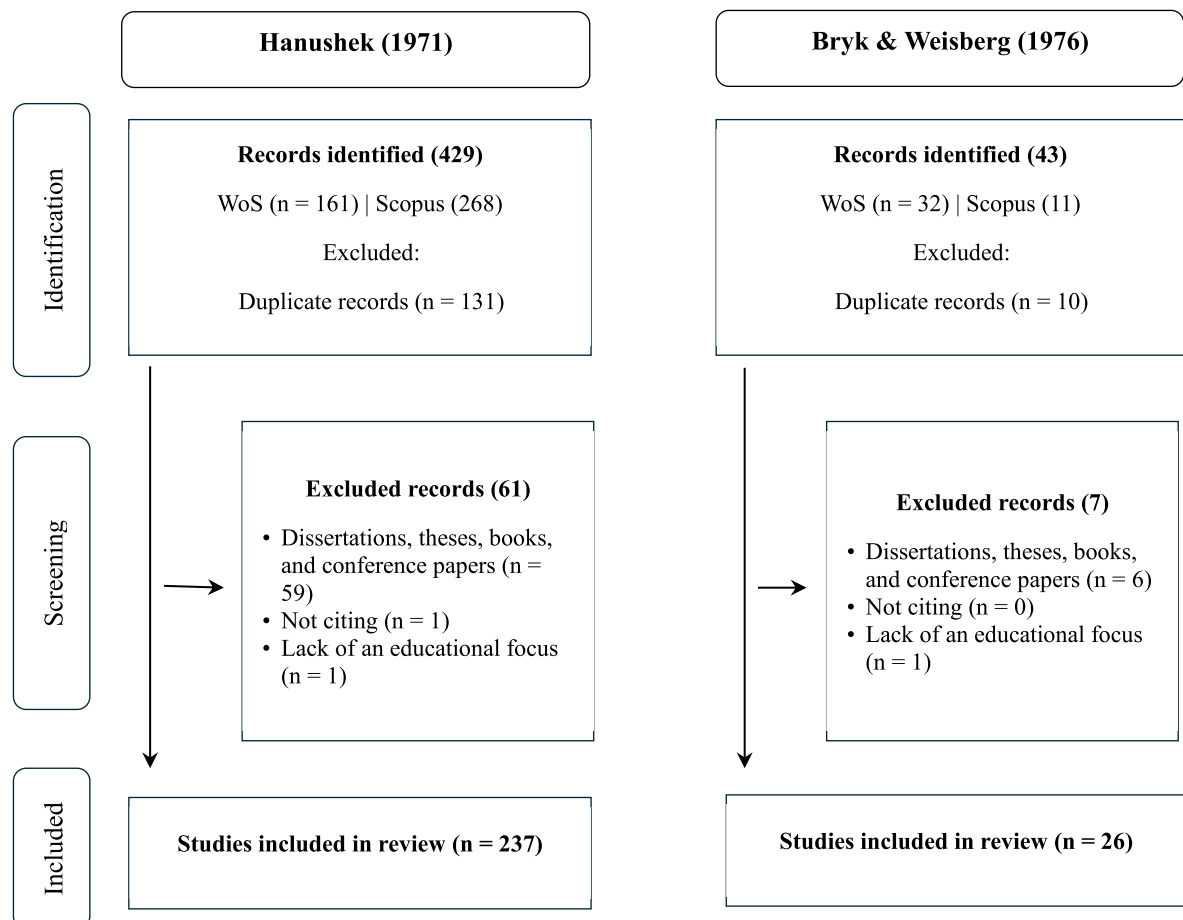 Hanushek (1971)
Bryk & Weisberg (1976)
Identification
Records identified (429)
WoS (n = 161) | Scopus (268)
Excluded:
Duplicate records (n = 131)
Records identified (43)
WoS (n = 32) | Scopus (11)
Excluded:
Duplicate records (n = 10)
Screening
Excluded records (61)
• Dissertations, theses, books,
and conference papers (n =
59)
• Not citing (n = 1)
• Lack of an educational focus
(n = 1)
Excluded records (7)
• Dissertations, theses, books,
and conference papers (n = 6)
• Not citing (n = 0)
• Lack of an educational focus
(n = 1)
Included
Studies included in review (n = 237)
Studies included in review (n = 26)